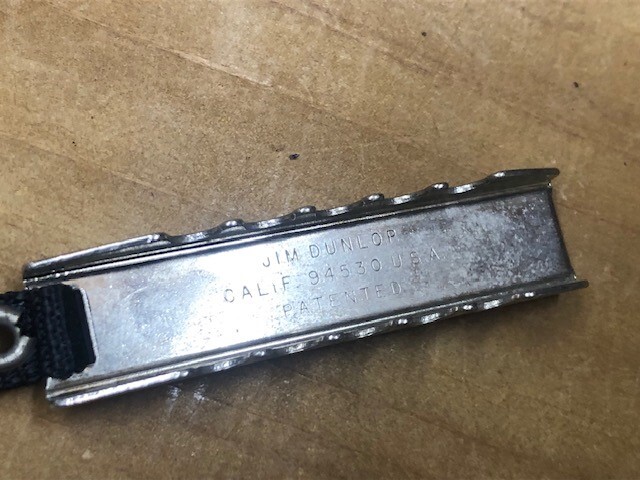 JIM DUNLOP
CALIF. 94530 U.S.A.
PATENTED